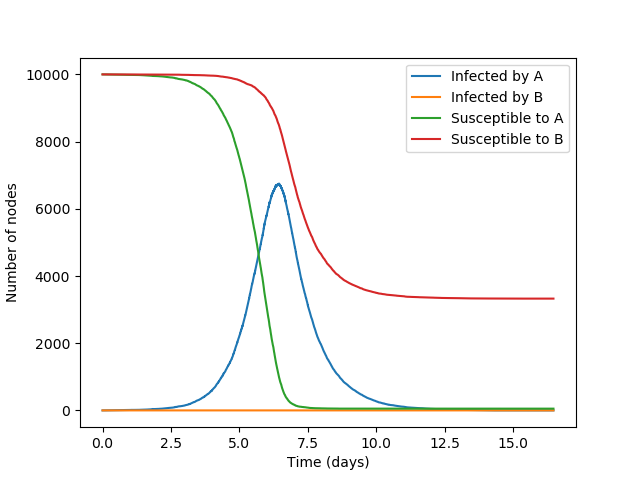 Infected by A
Infected by B
Susceptible to A
Susceptible to B
Number of nodes
10000
8000
6000
4000
2000
0
0.0 2.5 5.0 7.5 10.0 12.5 15.0
Time (days)